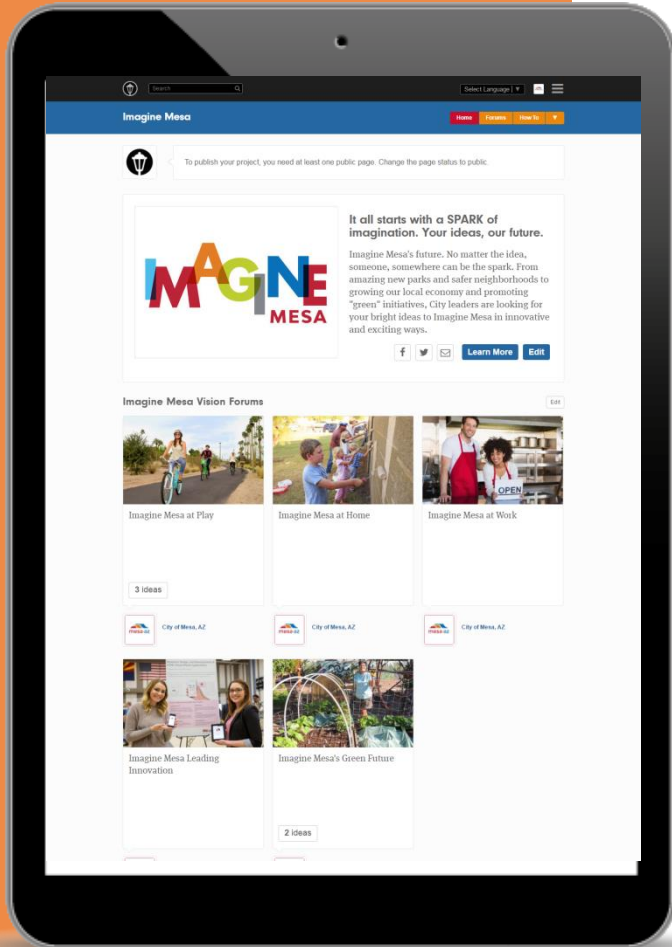 Search
Select Language | ▼
Imagine Mesa
Home
Forums
How To
▼
To publish your project, you need at least one public page. Change the page status to public
IMAGINE
MESA
It all starts with a SPARK of
imagination. Your ideas, our future.
Imagine Mesa's future. No matter the idea,
someone, somewhere can be the spark. From
amazing new parks and safer neighborhoods to
growing our local economy and promoting
"green" initiatives, City leaders are looking for
your bright ideas to Imagine Mesa in innovative
and exciting ways.
Learn More
Edit
Imagine Mesa Vision Forums
Edit
OPEN
Imagine Mesa at Play
Imagine Mesa at Home
Imagine Mesa at Work
3 ideas
mesa·az
City of Mesa, AZ
mesa·az
City of Mesa, AZ
mesa·az
City of Mesa, AZ
Imagine Mesa Leading
Innovation
Imagine Mesa's Green Future
2 ideas